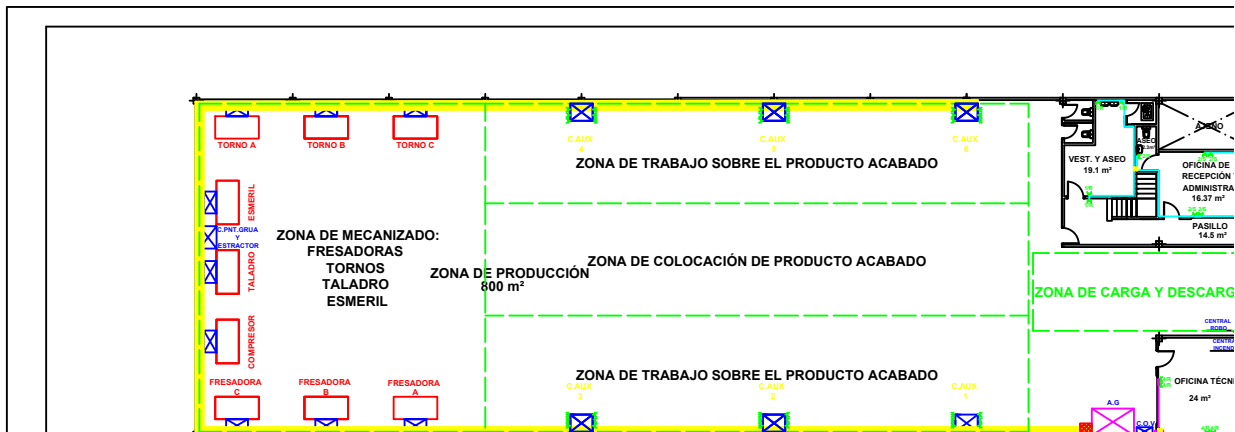 TORNO A
TORNO B
TORNO C
C.AUX
4
C.AUX
C.AUX
ZONA DE TRABAJO SOBRE EL PRODUCTO ACABADO
ASEO
VEST. Y ASEO
19.1 m²
OFICINA DE
RECEPCIÓN
ADMINISTRA
16.37 m²
PASILLO
14.5 m²
ESMERIL
C.PNT.GRUA
Y
ESTRACTOR
TALADRO
COMPRESOR
ZONA DE MECANIZADO:
FRESADORAS
TORNOS
TALADRO
ESMERIL
ZONA DE PRODUCCIÓN
800 m²
ZONA DE COLOCACIÓN DE PRODUCTO ACABADO
ZONA DE CARGA Y DESCARG
CENTRAL
ROBO
CENTRA
INCEND
ZONA DE TRABAJO SOBRE EL PRODUCTO ACABADO
FRESADORA
C
FRESADORA
B
FRESADORA
A
C.AUX
3
C.AUX
2
C.AUX
1
OFICINA TÉCNI
24 m²
A.G
C.O.V